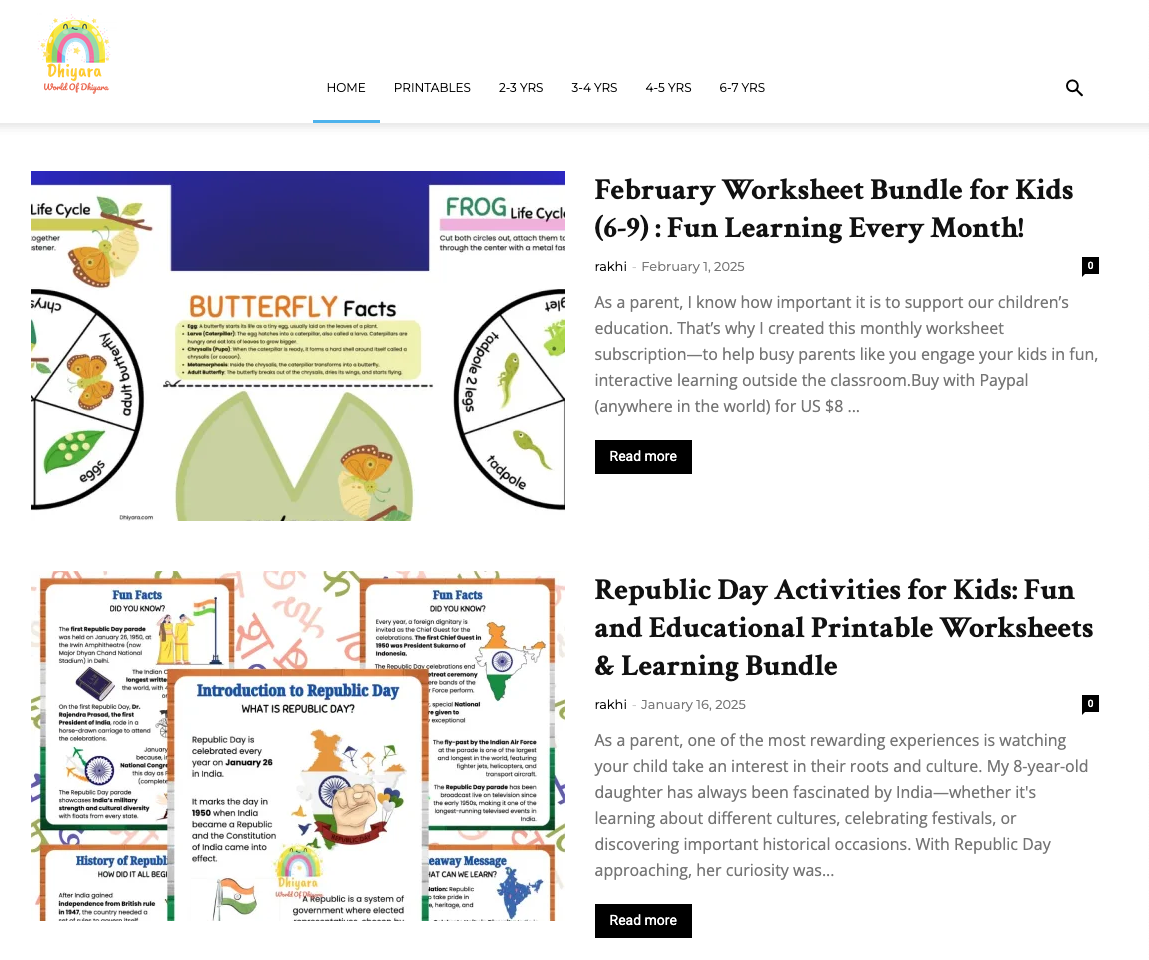 Dhiyara
World Of Dhiyara
HOME
PRINTABLES
2-3 YRS
3-4 YRS
4-5 YRS
6-7 YRS
Life Cycle
together
stener.
FROG Life Cycl
Cut both circles out, attach them to
through the center with a metal fas
BUTTERFLY Facts
Egg: A butterfly starts its life as a tiny egg, usually laid on the leaves of a plant.
Larva (Caterpillar): The egg hatches into a caterpillar, also called a larva. Caterpillars are
hungry and eat lots of leaves to grow bigger.
Chrysalis (Pupa): When the caterpillar is ready, it forms a hard shell around itself called a
chrysalis (or cocoon).
Metamorphosis: Inside the chrysalis, the caterpillar transforms into a butterfly.
Adult Butterfly: The butterfly breaks out of the chrysalis, dries its wings, and starts flying.
chrys
adult butterfly
eggs
glet
tadpole 2 legs
tadpole
Dhiyara.com
February Worksheet Bundle for Kids
(6-9) : Fun Learning Every Month!
rakhi - February 1, 2025
0
As a parent, I know how important it is to support our children’s
education. That’s why I created this monthly worksheet
subscription—to help busy parents like you engage your kids in fun,
interactive learning outside the classroom.Buy with Paypal
(anywhere in the world) for US $8 ...
Read more
Fun Facts
DID YOU KNOW?
The first Republic Day parade
was held on January 26, 1950, at
the Irwin Amphitheatre (now
Major Dhyan Chand National
Stadium) in Delhi.
The Indian C
longest writte
the world, with
On the first Republic Day, Dr.
Rajendra Prasad, the first
President of India, rode in a
horse-drawn carriage to attend
the celebrations.
January
because, in
National Congre
this day as P
(complete
The Republic Day parade
showcases India's military
strength and cultural diversity
with floats from every state.
Fun Facts
DID YOU KNOW?
Every year, a foreign dignitary is
invited as the Chief Guest for the
celebrations. The first Chief Guest in
1950 was President Sukarno of
Indonesia.
The Republic Day celebrations end
etreat ceremony
ere bands of the
Force perform.
, special National
re given to
exceptional
The fly-past by the Indian Air Force
at the parade is one of the largest
and longest in the world, featuring
fighter jets, helicopters, and
transport aircraft.
The Republic Day parade has been
broadcast live on television since
the early 1950s, making it one of the
longest-running televised events in
India.
Introduction to Republic Day
WHAT IS REPUBLIC DAY?
Republic Day is
celebrated every
year on January 26
in India.
It marks the day in
1950 when India
became a Republic
and the Constitution
of India came into
effect.
REPUBLIC DAY
Dhiyara
World Of Dhiyara
A Republic is a system of
government where elected
representatives, chosen by
History of Republ
HOW DID IT ALL BEG
After India gained
independence from British rule
in 1947, the country needed a
set of rules to govern itself.
eaway Message
HAT CAN WE LEARN?
ation: Republic
to take pride in
e, heritage, and
Republic Day Activities for Kids: Fun
and Educational Printable Worksheets
& Learning Bundle
rakhi - January 16, 2025
0
As a parent, one of the most rewarding experiences is watching
your child take an interest in their roots and culture. My 8-year-old
daughter has always been fascinated by India—whether it's
learning about different cultures, celebrating festivals, or
discovering important historical occasions. With Republic Day
approaching, her curiosity was...
Read more